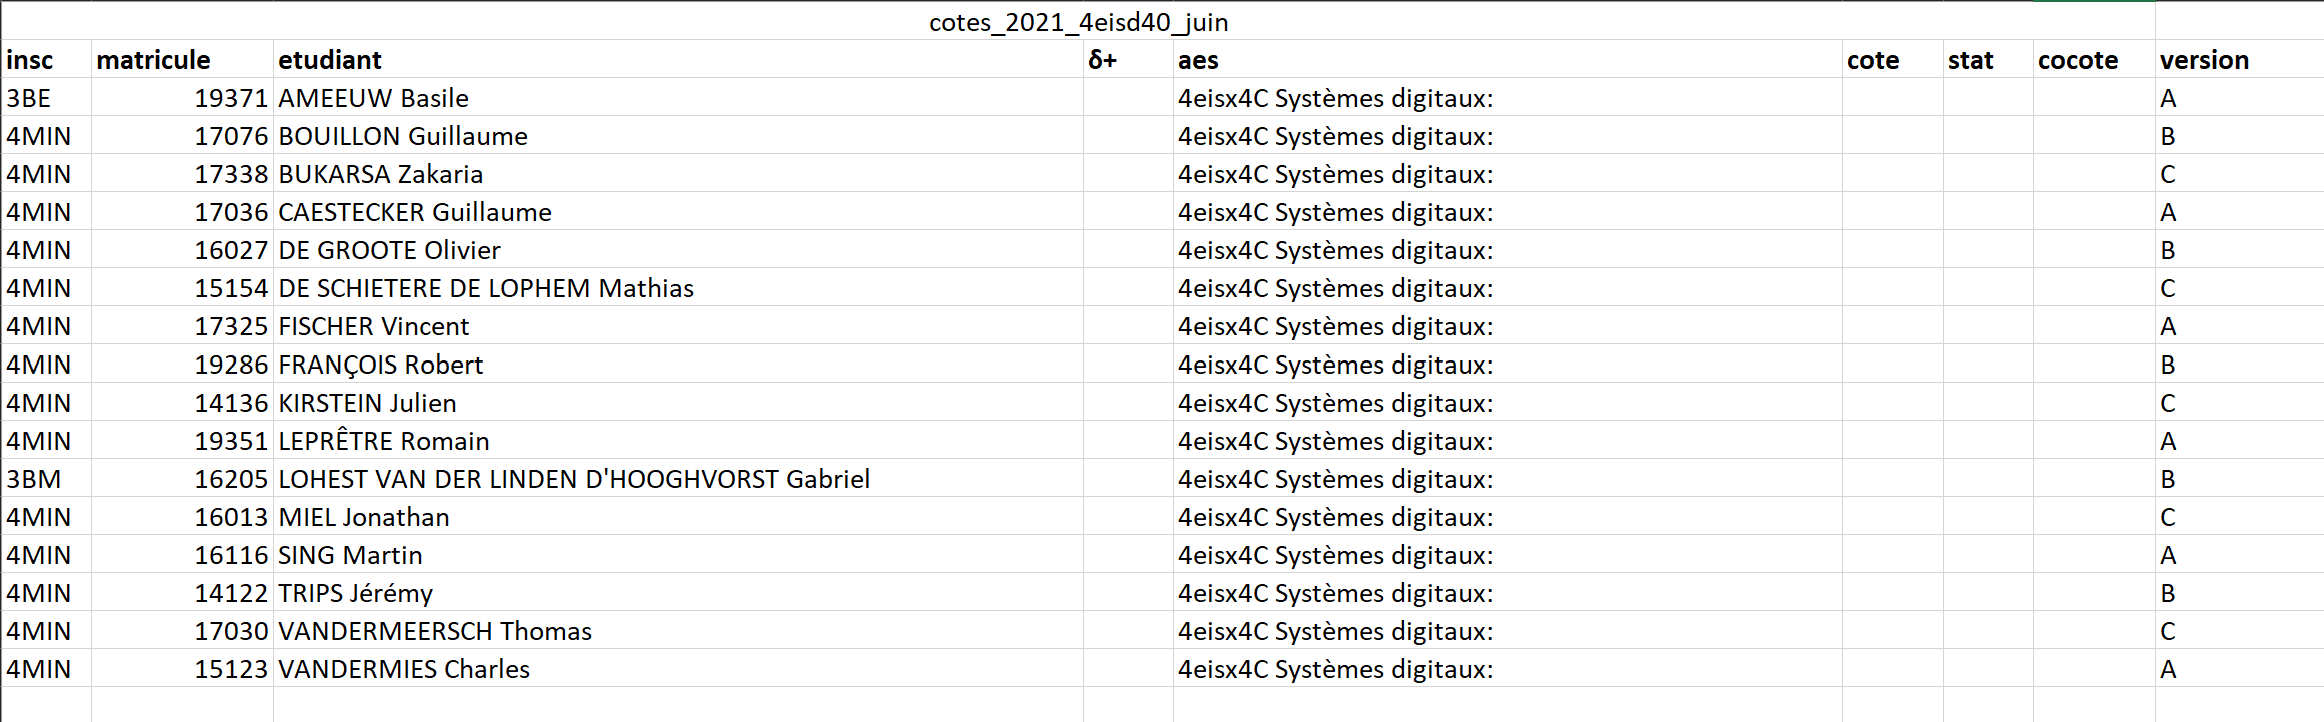 cotes_2021_4eisd40_juin
insc matricule etudiant δ+ aes cote stat cocote version
3BE 19371 AMEEUW Basile 4eisx4C Systèmes digitaux: A
4MIN 17076 BOUILLON Guillaume 4eisx4C Systèmes digitaux: B
4MIN 17338 BUKARSA Zakaria 4eisx4C Systèmes digitaux: C
4MIN 17036 CAESTECKER Guillaume 4eisx4C Systèmes digitaux: A
4MIN 16027 DE GROOTE Olivier 4eisx4C Systèmes digitaux: B
4MIN 15154 DE SCHIETERE DE LOPHEM Mathias 4eisx4C Systèmes digitaux: C
4MIN 17325 FISCHER Vincent 4eisx4C Systèmes digitaux: A
4MIN 19286 FRANÇOIS Robert 4eisx4C Systèmes digitaux: B
4MIN 14136 KIRSTEIN Julien 4eisx4C Systèmes digitaux: C
4MIN 19351 LEPRÊTRE Romain 4eisx4C Systèmes digitaux: A
3BM 16205 LOHEST VAN DER LINDEN D'HOOGHVORST Gabriel 4eisx4C Systèmes digitaux: B
4MIN 16013 MIEL Jonathan 4eisx4C Systèmes digitaux: C
4MIN 16116 SING Martin 4eisx4C Systèmes digitaux: A
4MIN 14122 TRIPS Jérémy 4eisx4C Systèmes digitaux: B
4MIN 17030 VANDERMEERSCH Thomas 4eisx4C Systèmes digitaux: C
4MIN 15123 VANDERMIES Charles 4eisx4C Systèmes digitaux: A